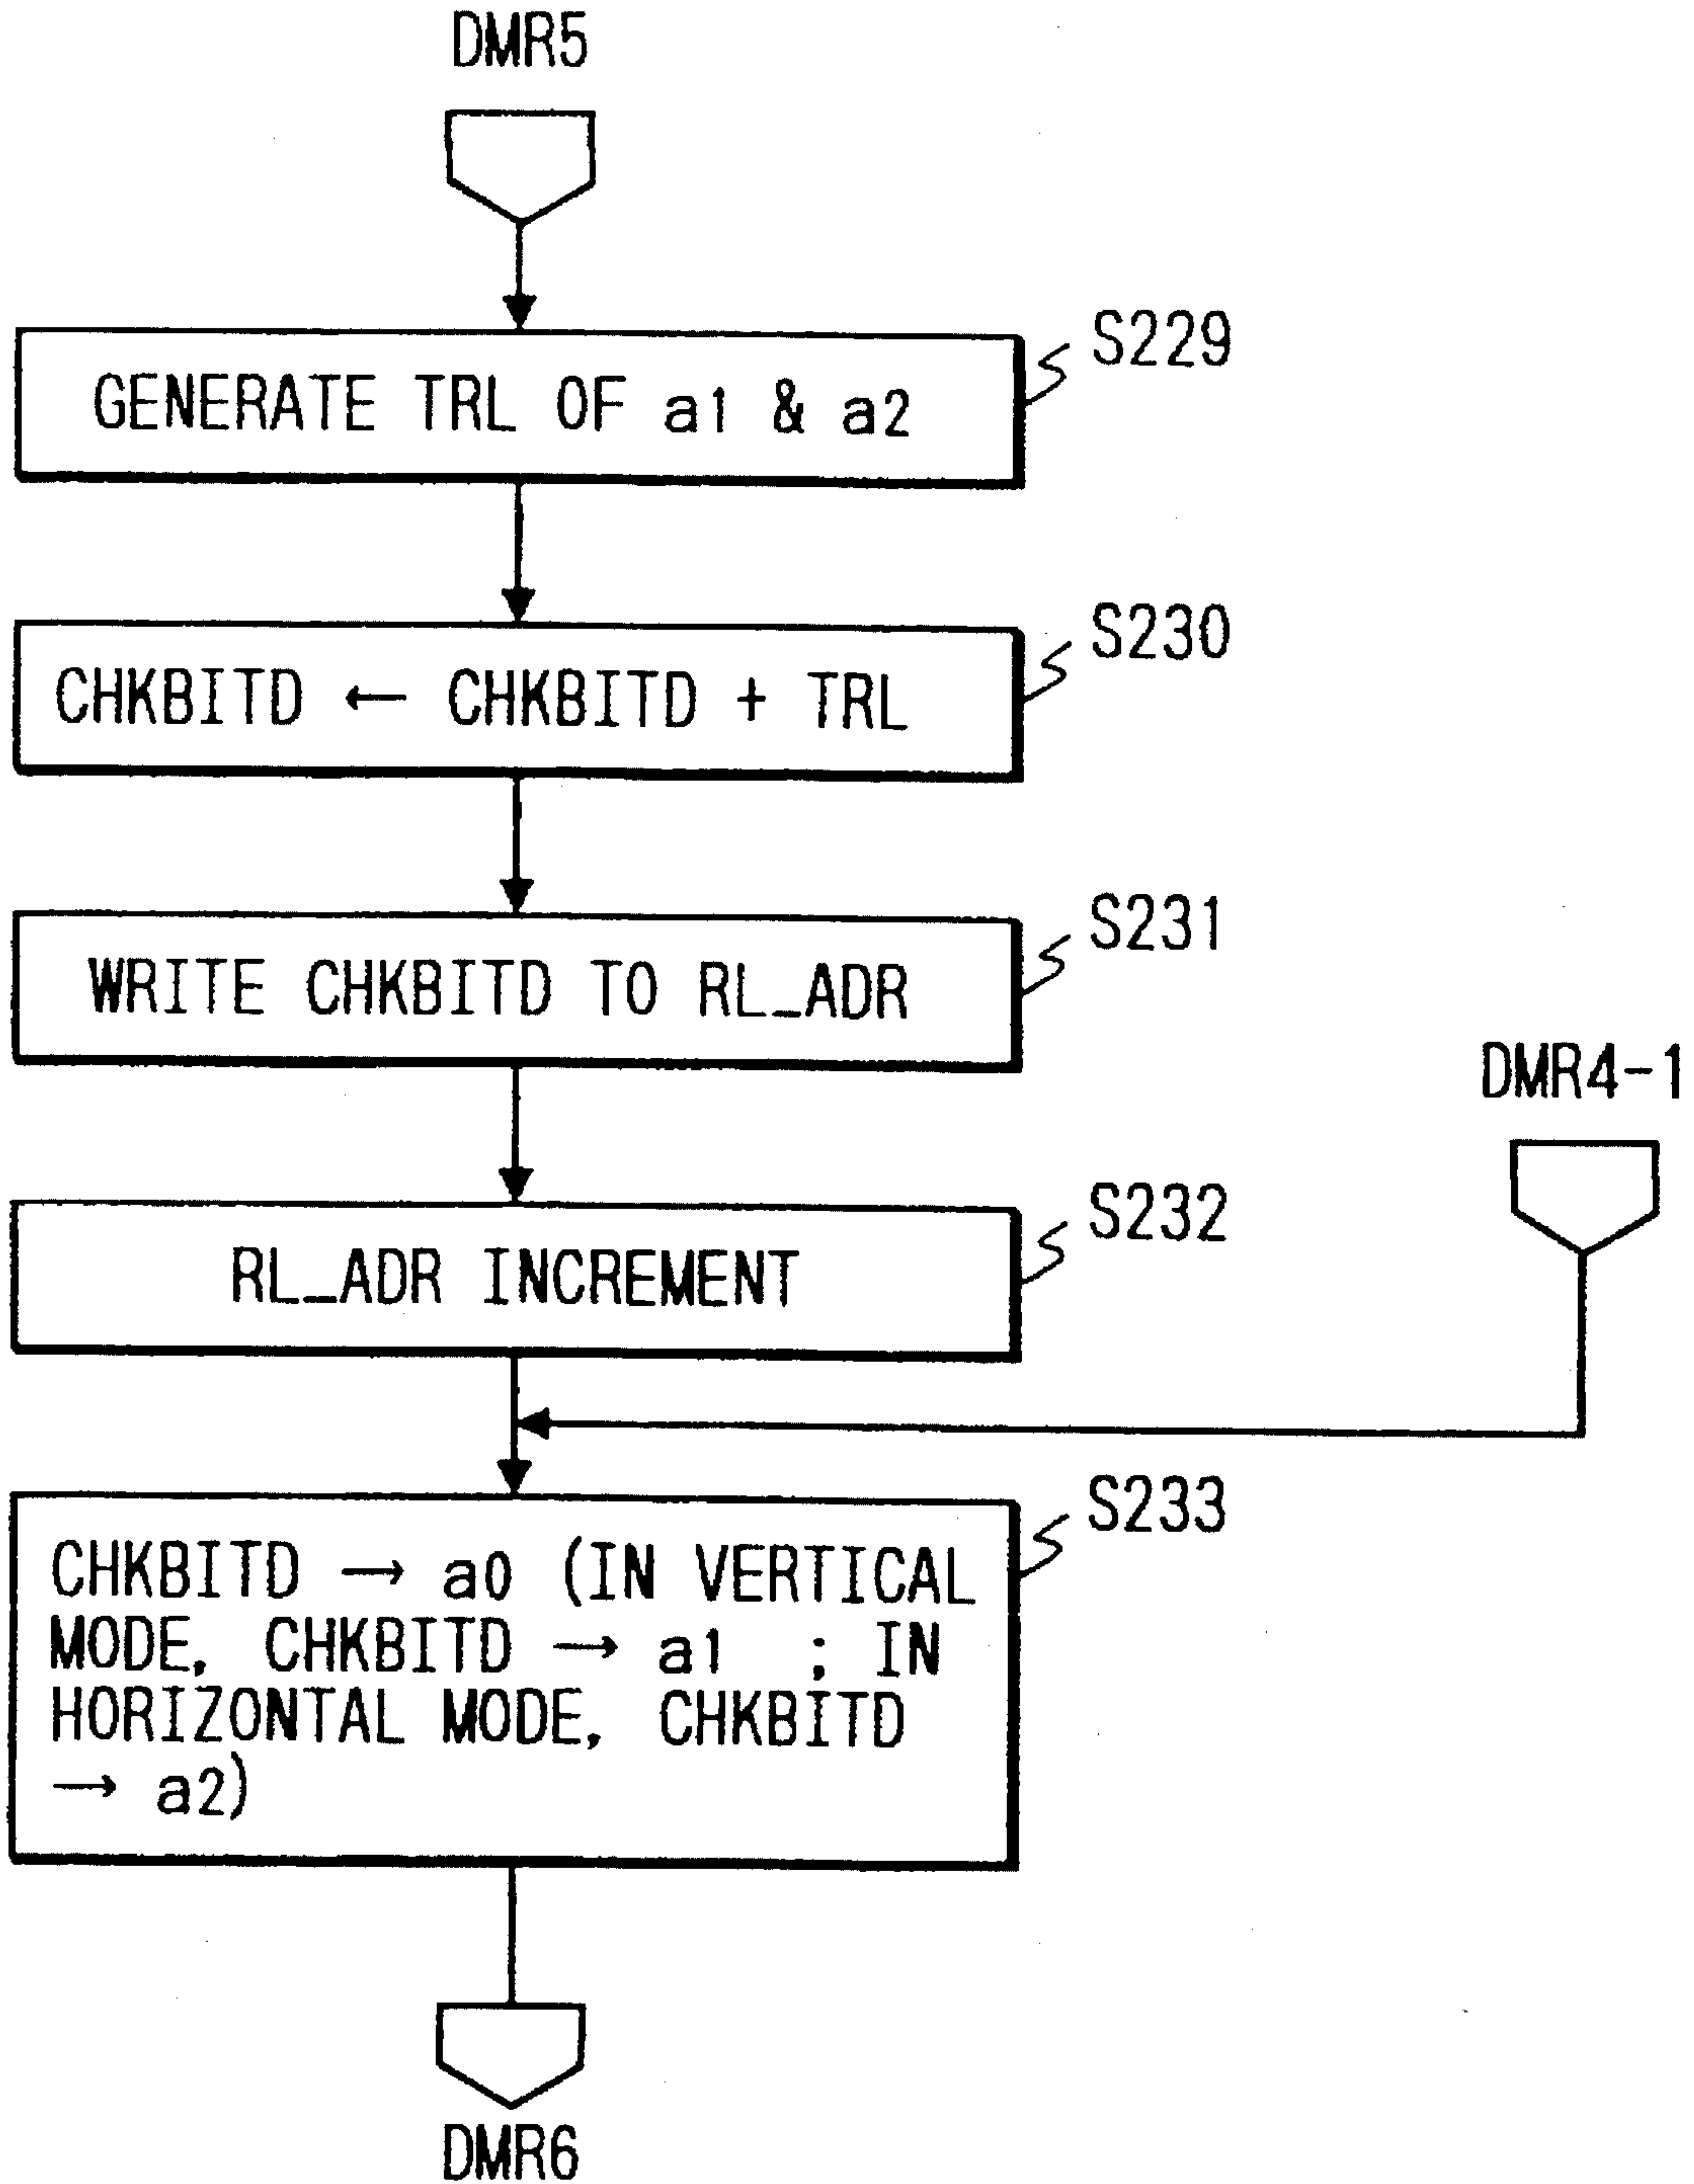 DMR5
S229
GENERATE TRL OF a1 & a2
S230
CHKBITD ← CHKBITD + TRL
S231
WRITE CHKBITD TO RL_ADR
DMR4-1
S232
RL_ADR INCREMENT
S233
CHKBITD → a0 (IN VERTICAL
MODE, CHKBITD → a1 ; IN
HORIZONTAL MODE, CHKBITD
→ a2)
DMR6